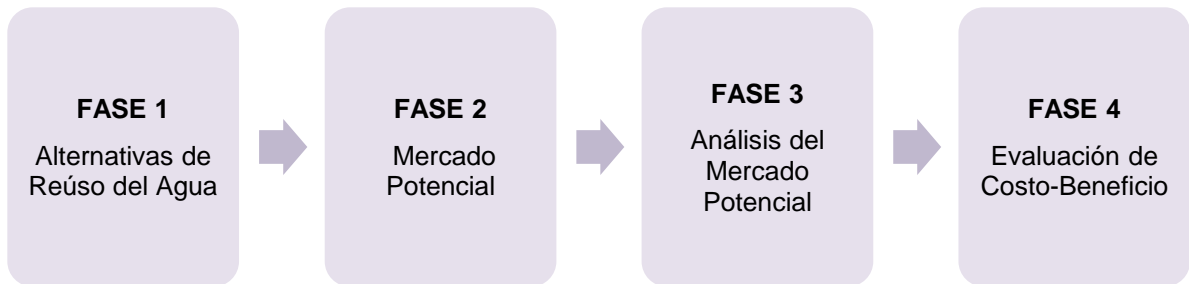 FASE 1
Alternativas de
Reúso del Agua
FASE 2
Mercado
Potencial
FASE 3
Análisis del
Mercado
Potencial
FASE 4
Evaluación de
Costo-Beneficio